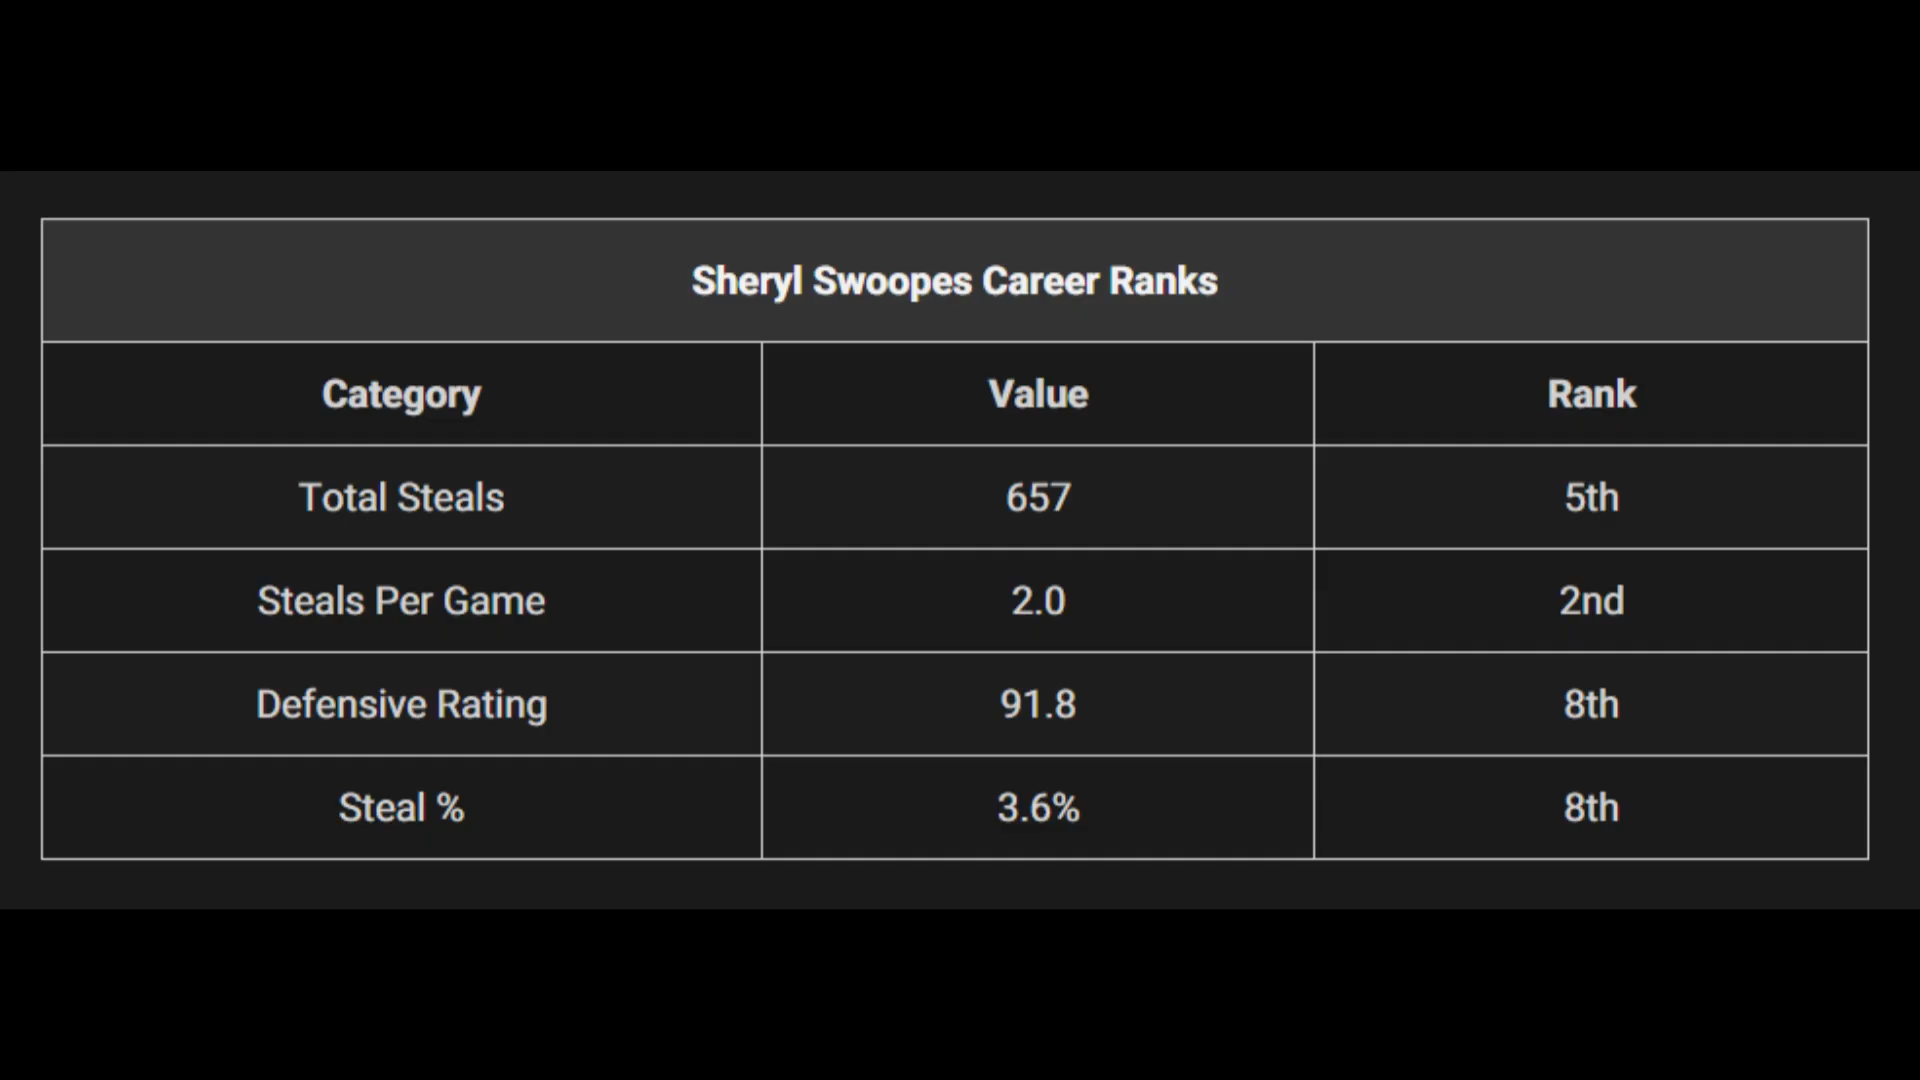 Sheryl Swoopes Career Ranks
Category Value Rank
Total Steals 657 5th
Steals Per Game 2.0 2nd
Defensive Rating 91.8 8th
Steal % 3.6% 8th